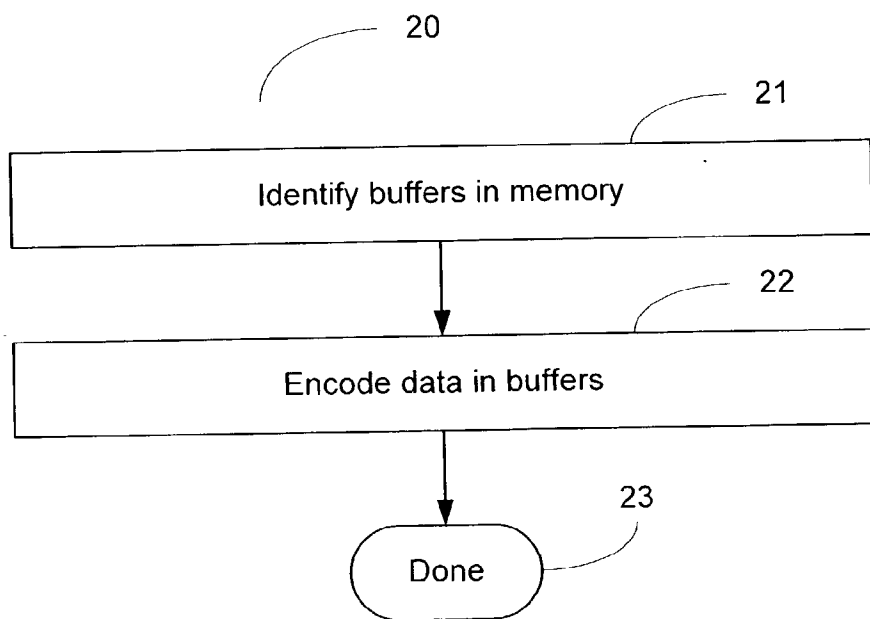 20
21
Identify buffers in memory
22
Encode data in buffers
23
Done